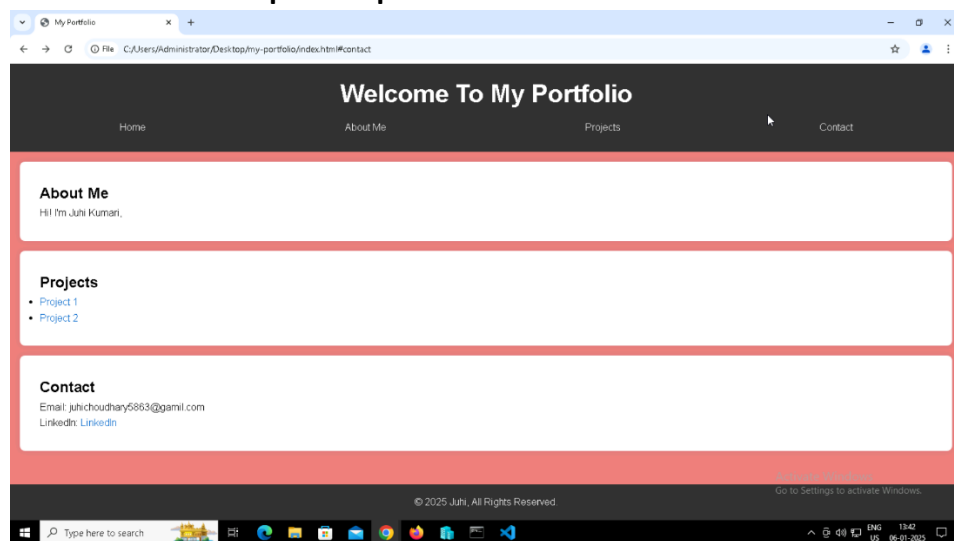 My Portfolio
File C:/Users/Administrator/Desktop/my-portfolio/index.html#contact
Welcome To My Portfolio
Home About Me Projects Contact
About Me
Hi! I'm Juhi Kumari,
Projects
Project 1
Project 2
Contact
Email: juhichoudhary5863@gamil.com
LinkedIn: LinkedIn
Go to Settings to activate Windows.
© 2025 Juhi, All Rights Reserved.
Type here to search
ENG 13:42
US 06-01-2025